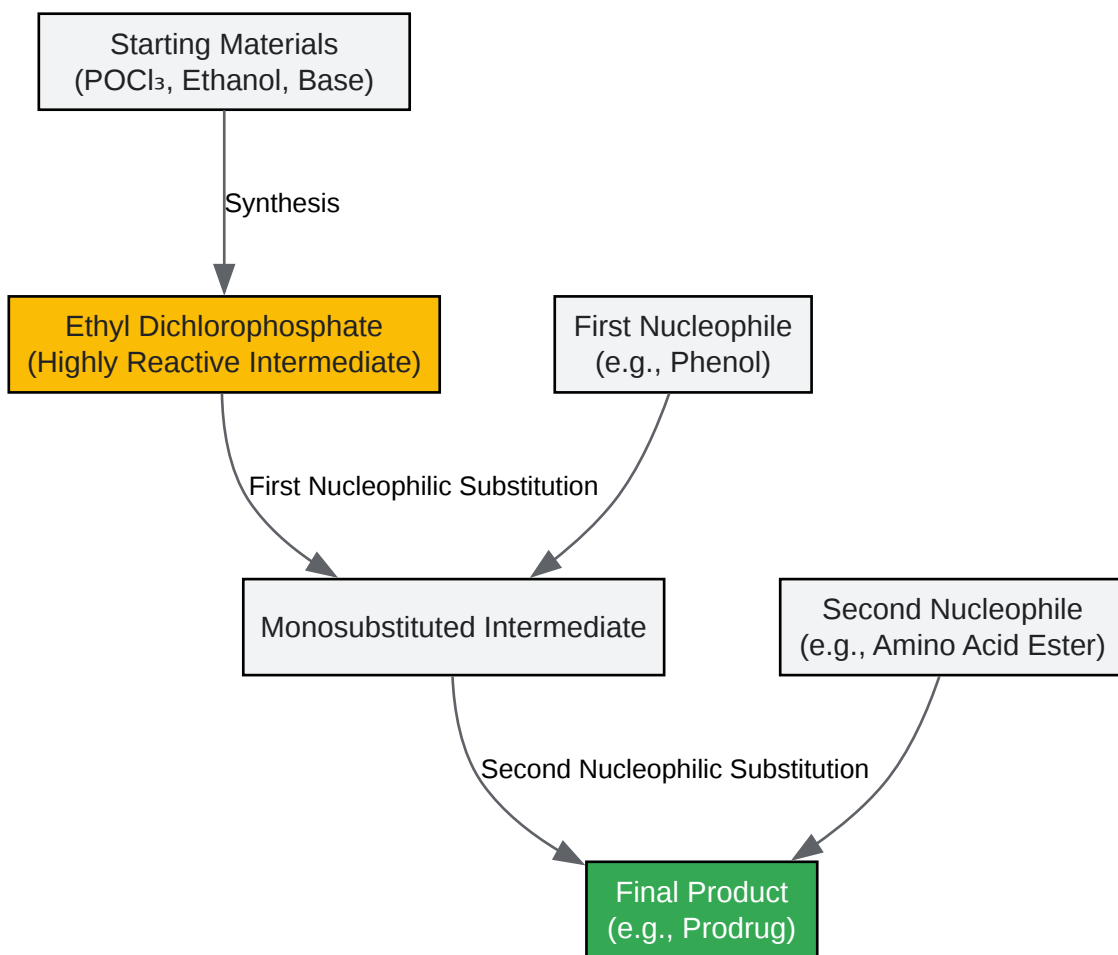 Starting Materials
(POCl₃, Ethanol, Base)
Synthesis
Ethyl Dichlorophosphate
(Highly Reactive Intermediate)
First Nucleophile
(e.g., Phenol)
First Nucleophilic Substitution
Monosubstituted Intermediate
Second Nucleophile
(e.g., Amino Acid Ester)
Second Nucleophilic Substitution
Final Product
(e.g., Prodrug)